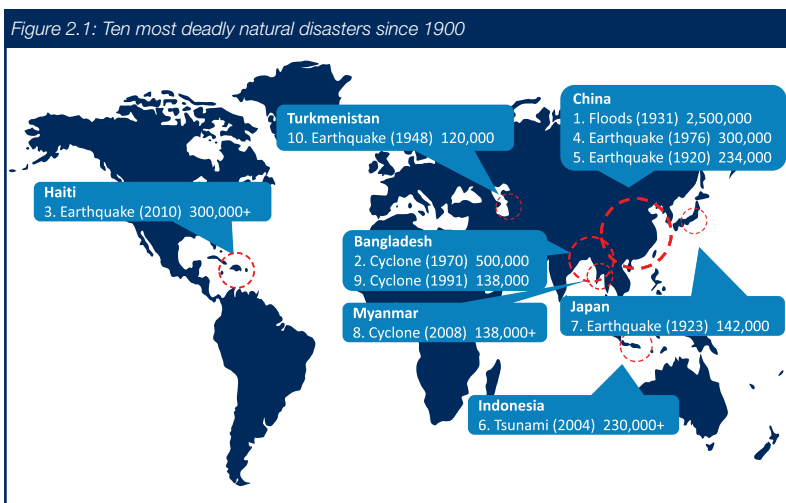 Figure 2.1: Ten most deadly natural disasters since 1900
China
1. Floods (1931) 2,500,000
4. Earthquake (1976) 300,000
5. Earthquake (1920) 234,000
Turkmenistan
10. Earthquake (1948) 120,000
Haiti
3. Earthquake (2010) 300,000+
Bangladesh
2. Cyclone (1970) 500,000
9. Cyclone (1991) 138,000
Myanmar
8. Cyclone (2008) 138,000+
Japan
7. Earthquake (1923) 142,000
Indonesia
6. Tsunami (2004) 230,000+